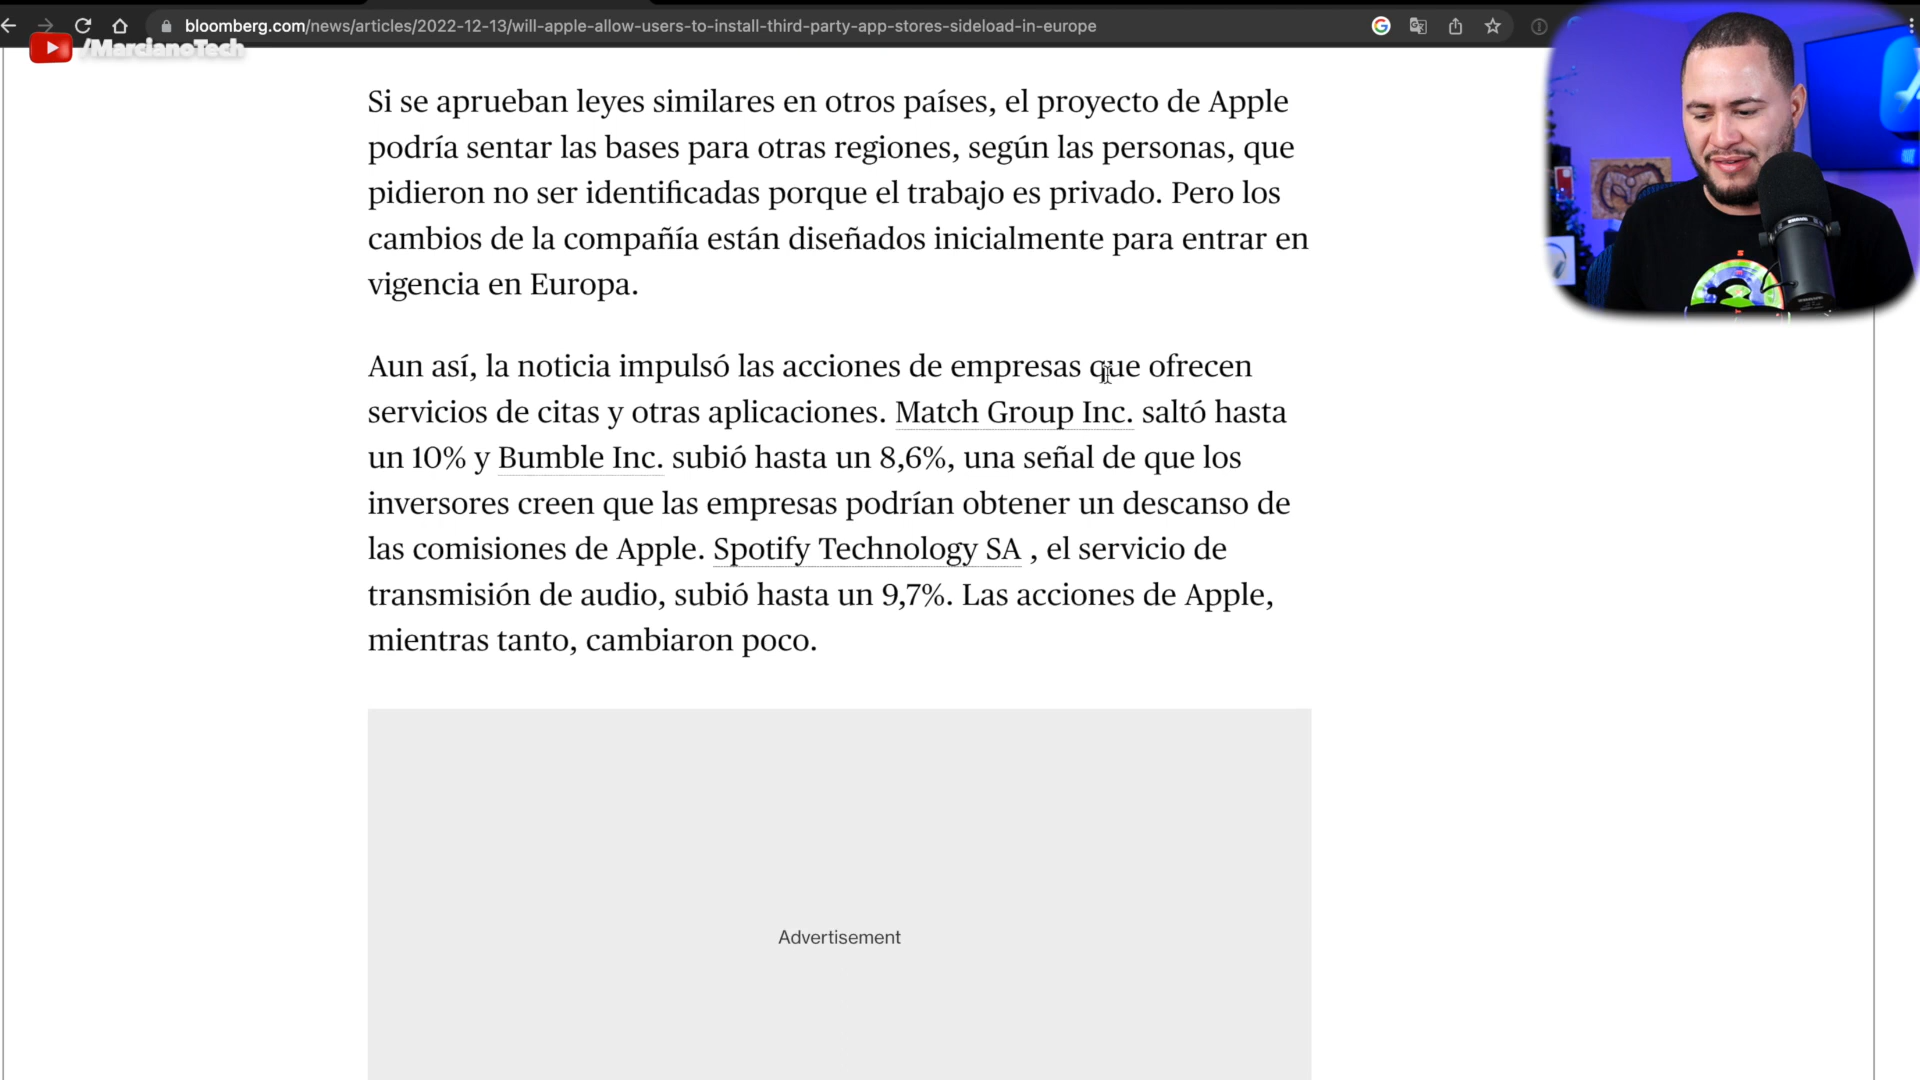 bloomberg.com/news/articles/2022-12-13/will-apple-allow-users-to-install-third-party-app-stores-sideload-in-europe
/MarcianoTech
Si se aprueban leyes similares en otros países, el proyecto de Apple
podría sentar las bases para otras regiones, según las personas, que
pidieron no ser identificadas porque el trabajo es privado. Pero los
cambios de la compañía están diseñados inicialmente para entrar en
vigencia en Europa.
Aun así, la noticia impulsó las acciones de empresas que ofrecen
servicios de citas y otras aplicaciones. Match Group Inc. saltó hasta
un 10% y Bumble Inc. subió hasta un 8,6%, una señal de que los
inversores creen que las empresas podrían obtener un descanso de
las comisiones de Apple. Spotify Technology SA , el servicio de
transmisión de audio, subió hasta un 9,7%. Las acciones de Apple,
mientras tanto, cambiaron poco.
Advertisement